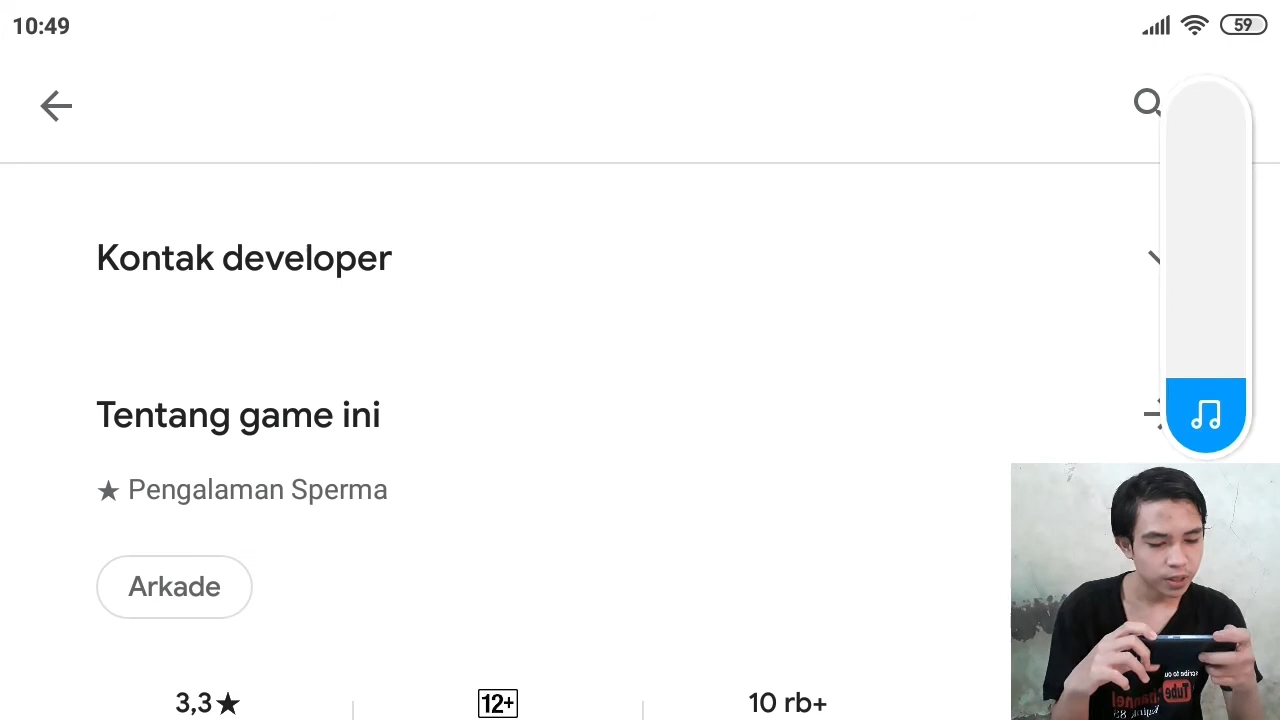 10:49
59
Kontak developer
Tentang game ini
★ Pengalaman Sperma
Arkade
3,3★
12+
10 rb+